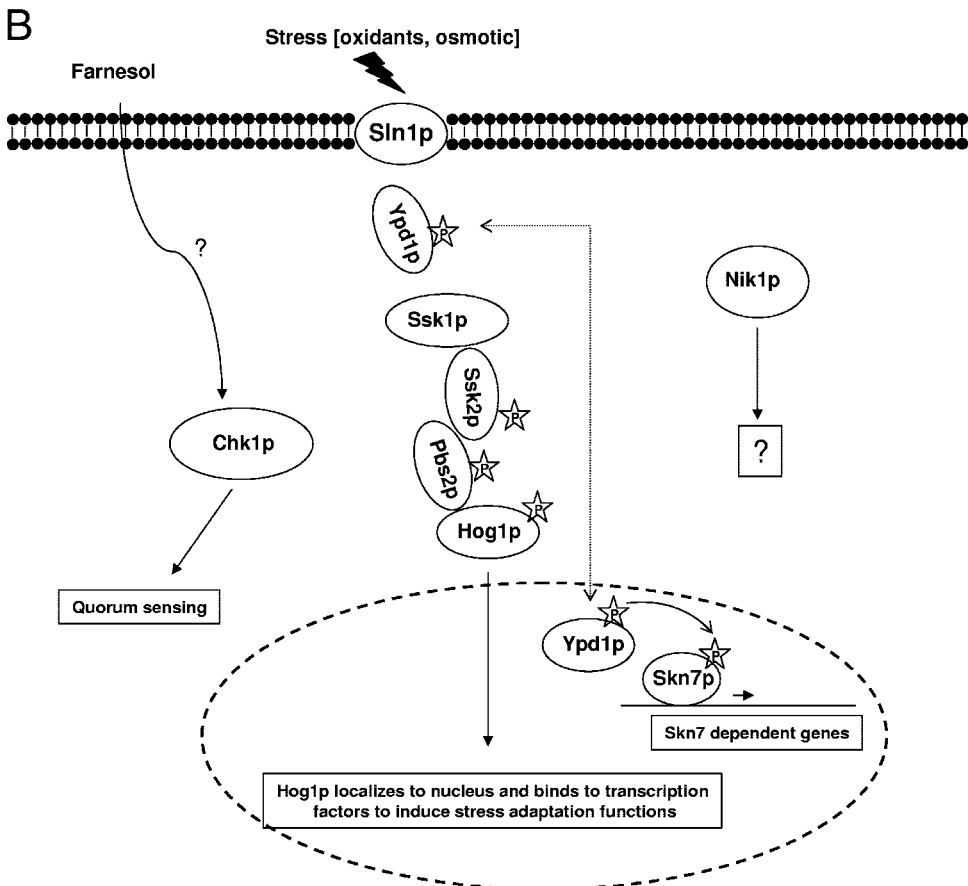 B
Stress [oxidants, osmotic]
Farnesol
Sln1p
Ypd1p
P
?
Nik1p
Ssk1p
Ssk2p
P
Chk1p
?
Pbs2p
P
P
Hog1p
Quorum sensing
P
Ypd1p
P
Skn7p
Skn7 dependent genes
Hog1p localizes to nucleus and binds to transcription
factors to induce stress adaptation functions